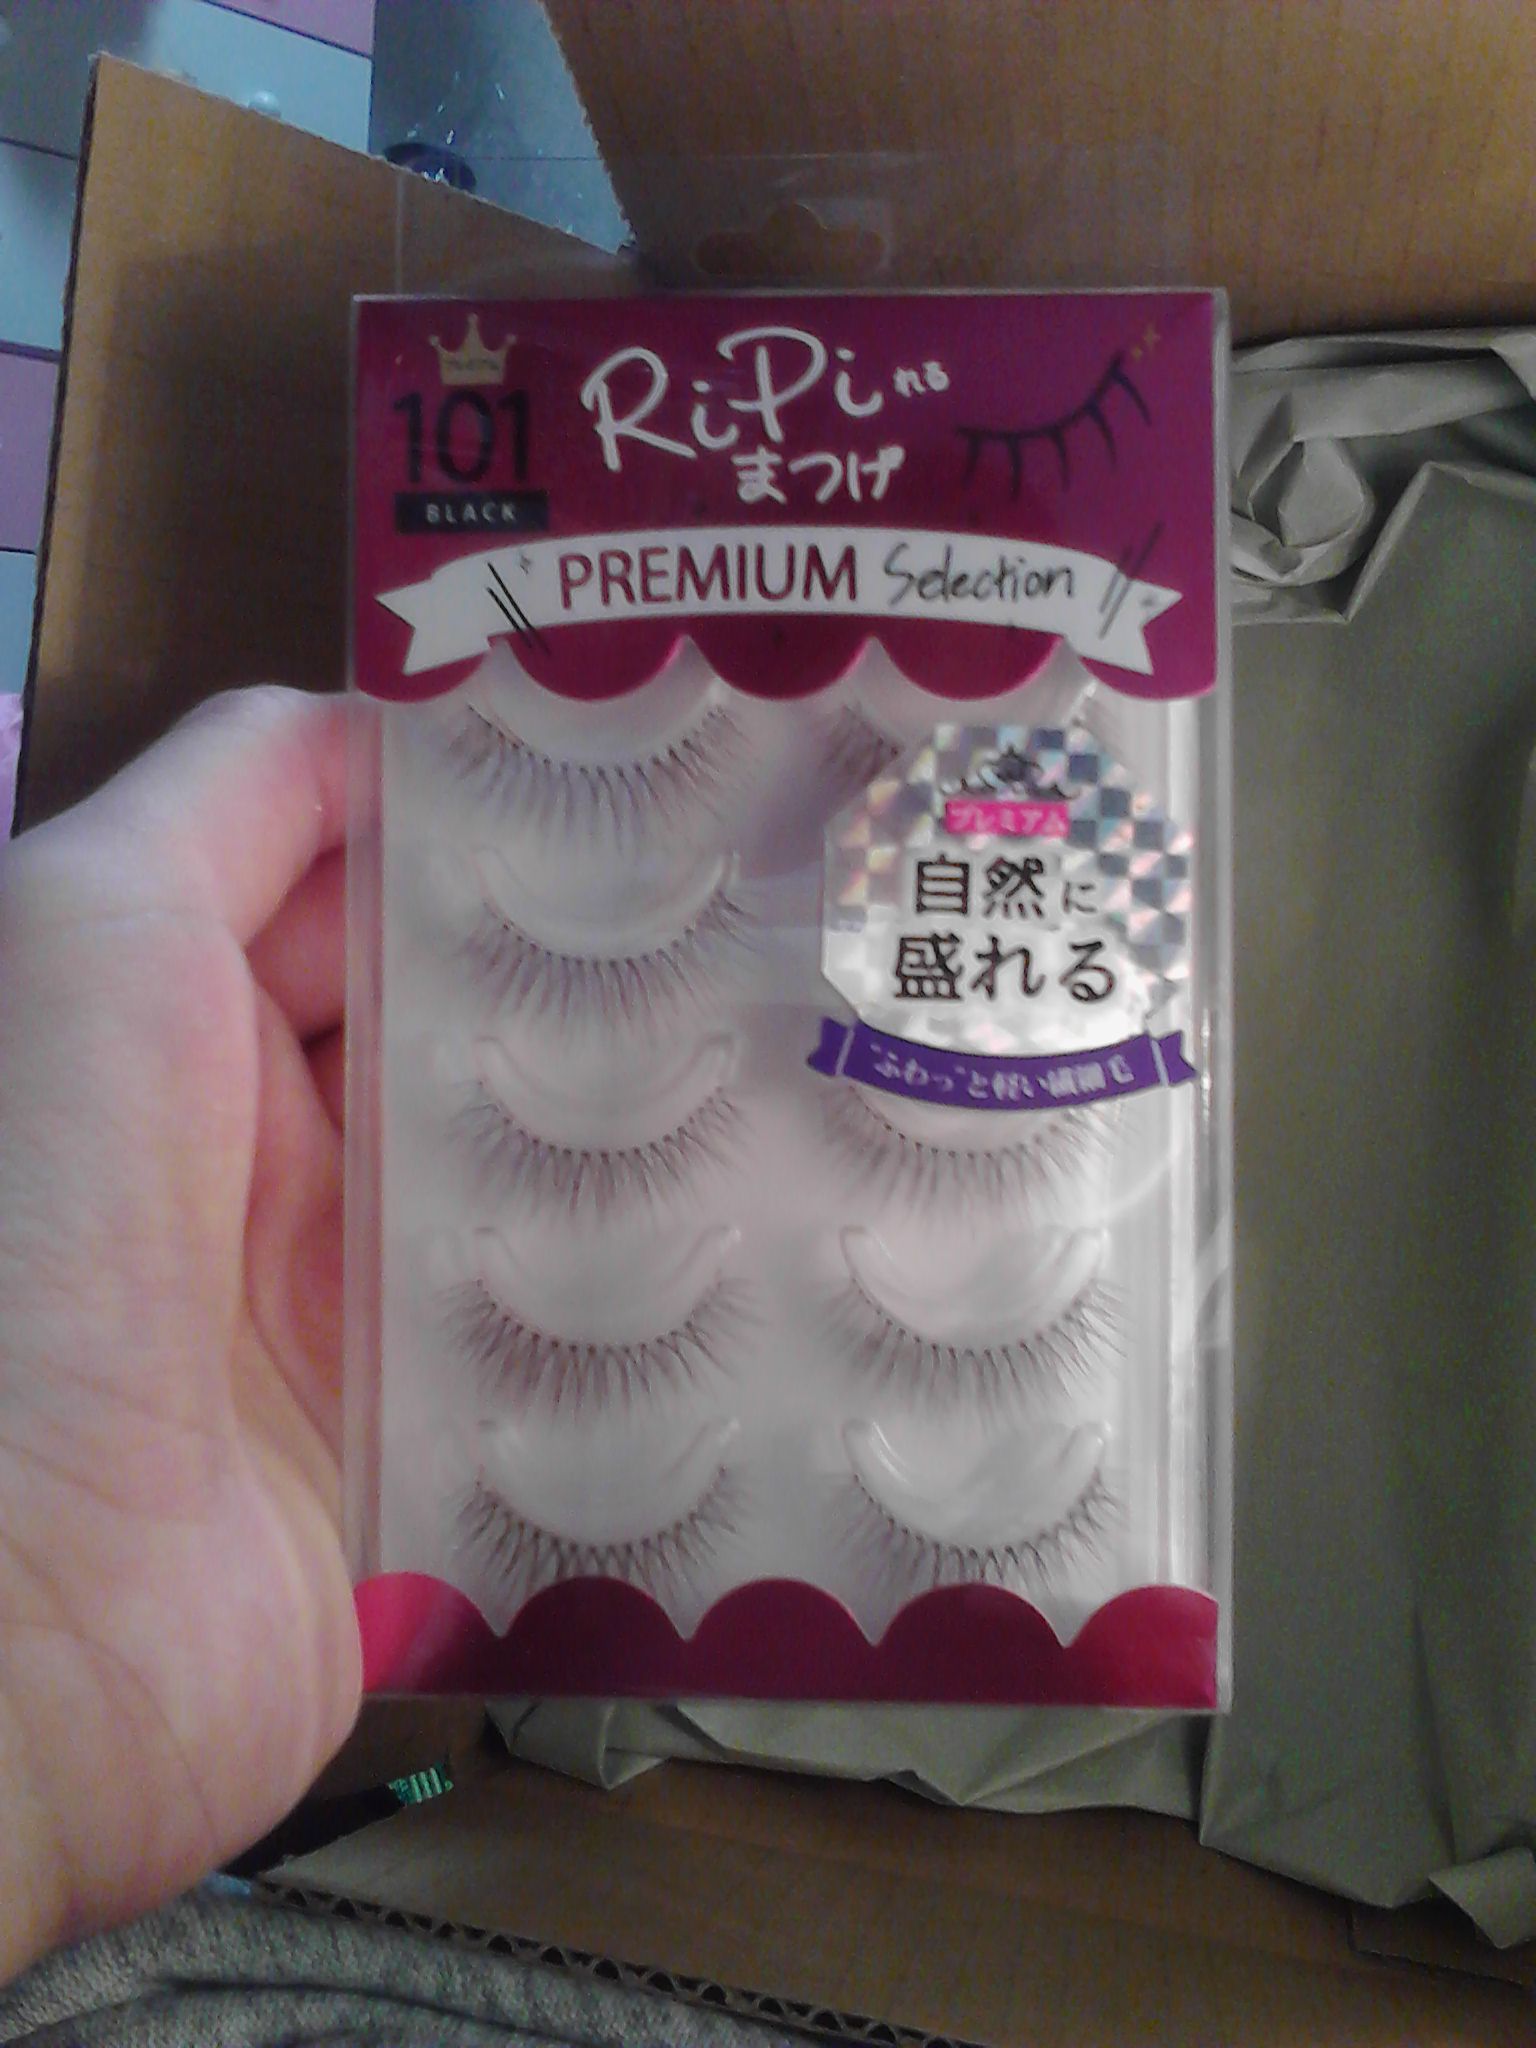 101
BLACK
RiPiれる
まつげ
PREMIUM Selection
プレミアム
自然に
盛れる
"ふわっ"と軽い繊細毛